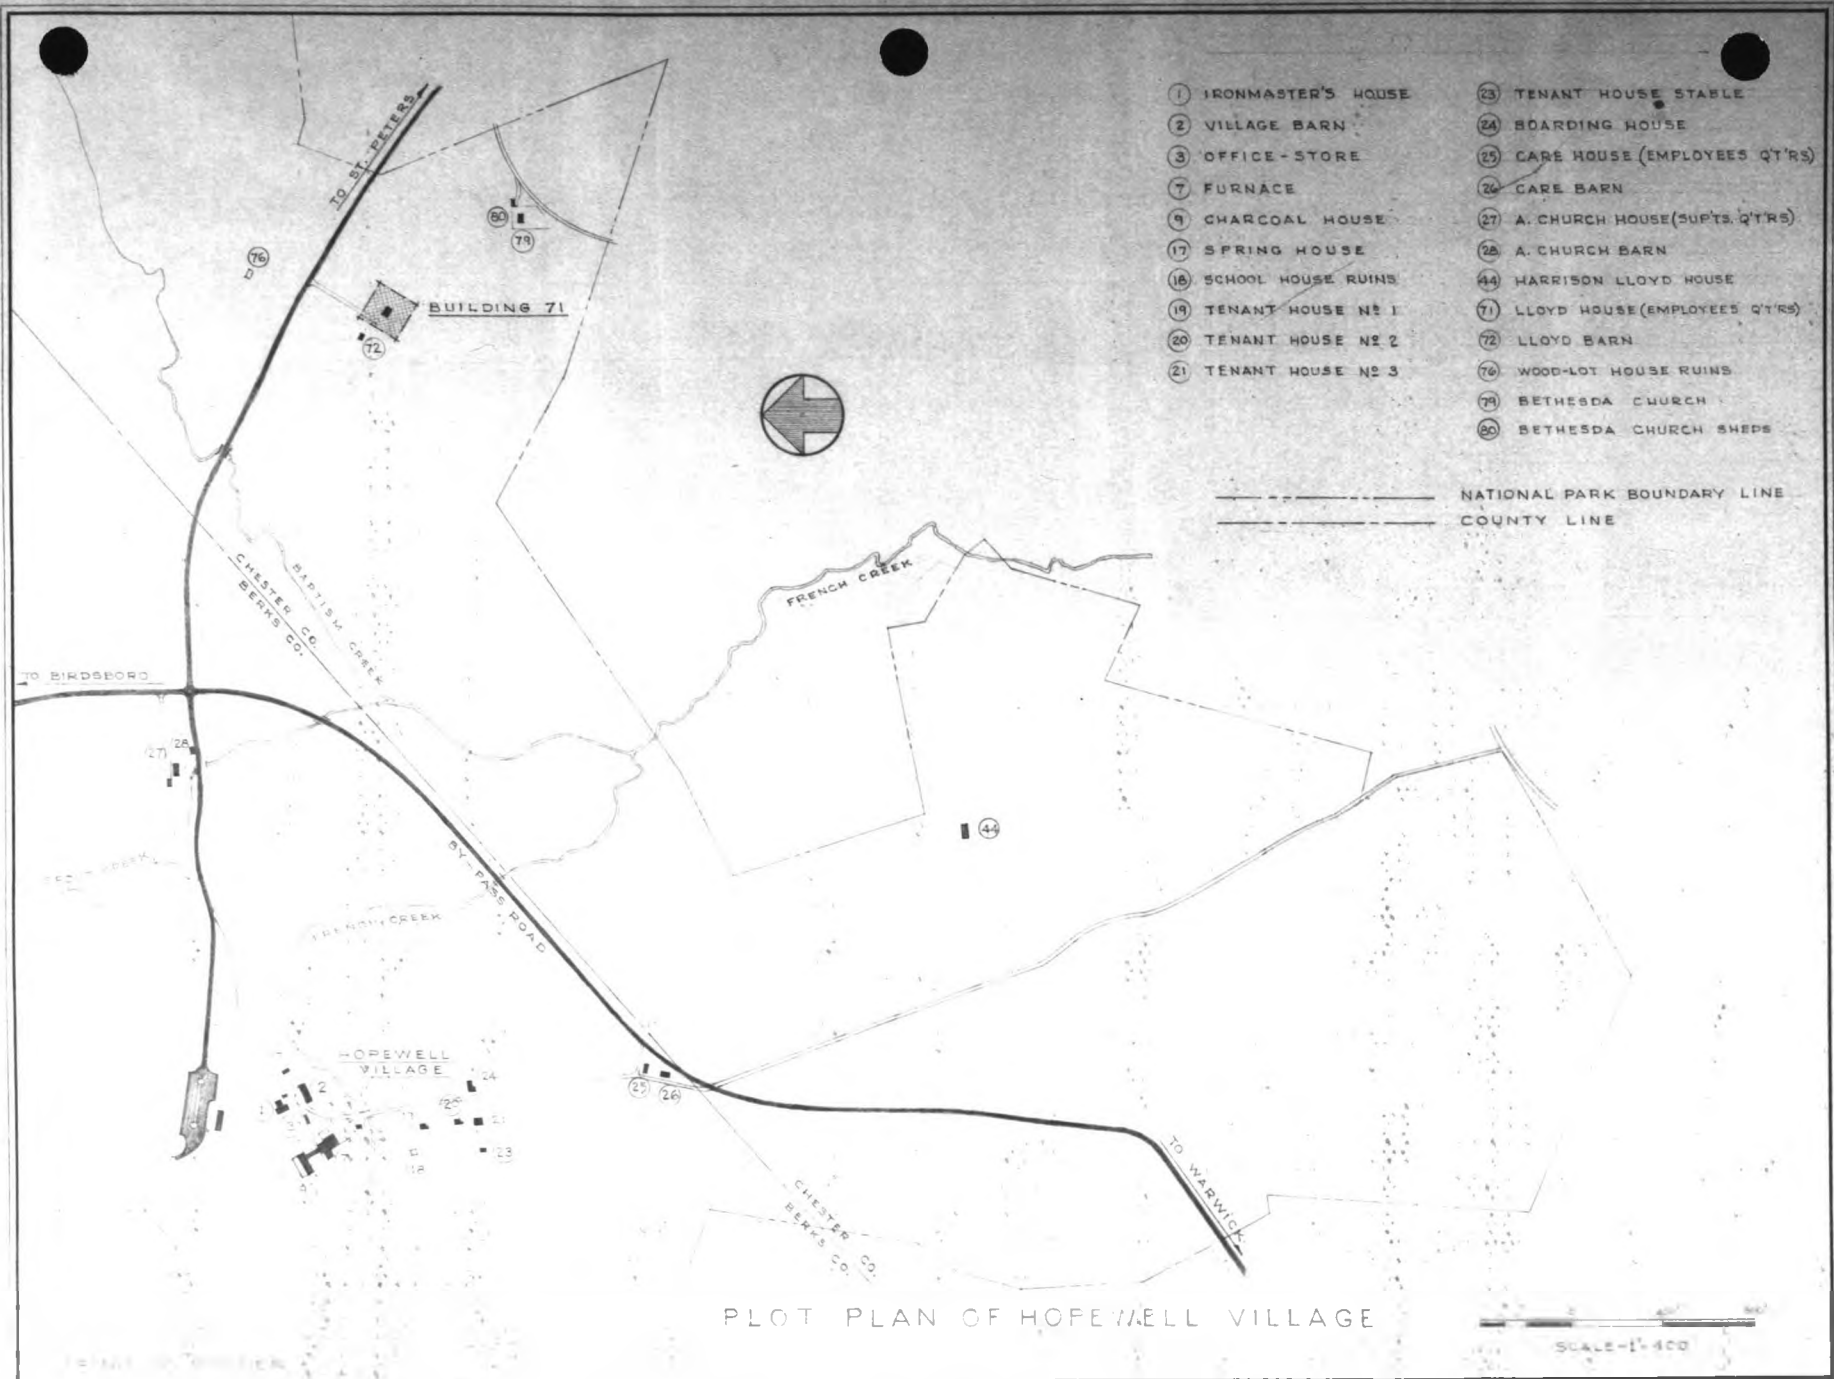 ① IRONMASTER'S HOUSE
② VILLAGE BARN
③ OFFICE-STORE
⑦ FURNACE
⑨ CHARCOAL HOUSE
⑰ SPRING HOUSE
⑱ SCHOOL HOUSE RUINS
⑲ TENANT HOUSE Nº 1
⑳ TENANT HOUSE Nº 2
㉑ TENANT HOUSE Nº 3
㉓ TENANT HOUSE STABLE
㉔ BOARDING HOUSE
㉕ CARE HOUSE (EMPLOYEES Q'T'RS)
㉖ CARE BARN
㉗ A. CHURCH HOUSE (SUP'TS. Q'T'RS)
㉘ A. CHURCH BARN
㊹ HARRISON LLOYD HOUSE
71 LLOYD HOUSE (EMPLOYEES Q'T'RS)
72 LLOYD BARN
76 WOOD-LOT HOUSE RUINS
79 BETHESDA CHURCH
80 BETHESDA CHURCH SHEDS
NATIONAL PARK BOUNDARY LINE
COUNTY LINE
TO ST. PETERS
80
79
76
BUILDING 71
72
CHESTER CO.
BERKS CO.
BAPTISM CREEK
FRENCH CREEK
TO BIRDSBORO
28
27
44
BY-PASS ROAD
FRENCH CREEK
HOPEWELL
VILLAGE
2
24
21
23
18
25
26
CHESTER CO.
BERKS CO.
TO WARWICK
PLOT PLAN OF HOPEWELL VILLAGE
SCALE-1"-400'